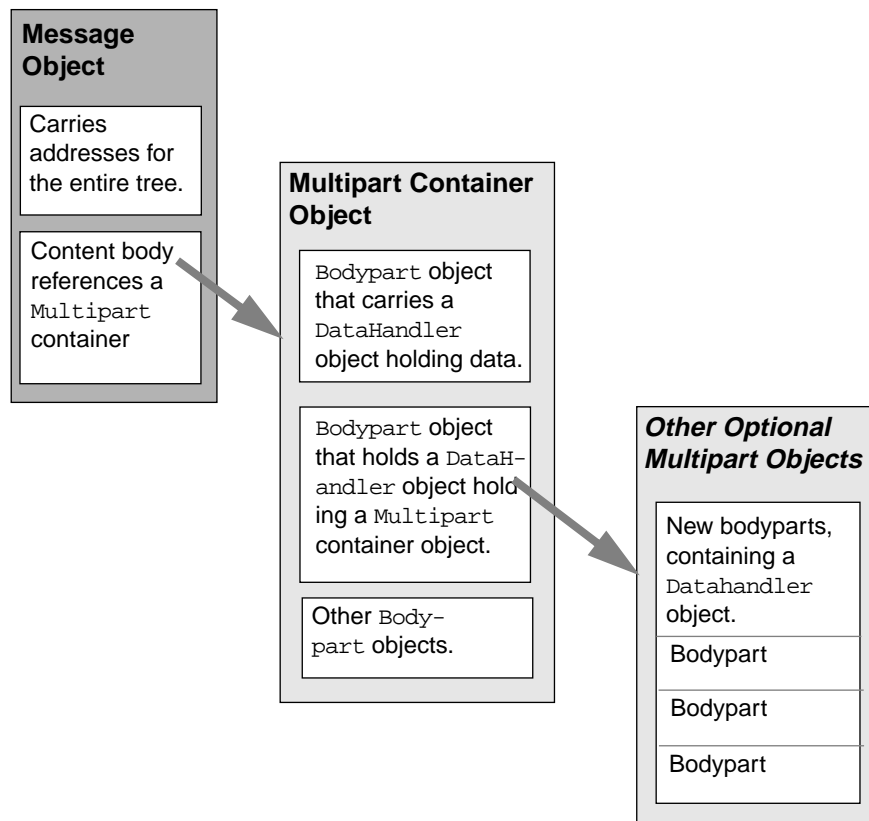 Message
Object
Carries
addresses for
the entire tree.
Content body
references a
Multipart
container
Multipart Container
Object
Bodypart object
that carries a
DataHandler
object holding data.
Bodypart object
that holds a DataH-
andler object hold
ing a Multipart
container object.
Other Body-
part objects.
Other Optional
Multipart Objects
New bodyparts,
containing a
Datahandler
object.
Bodypart
Bodypart
Bodypart